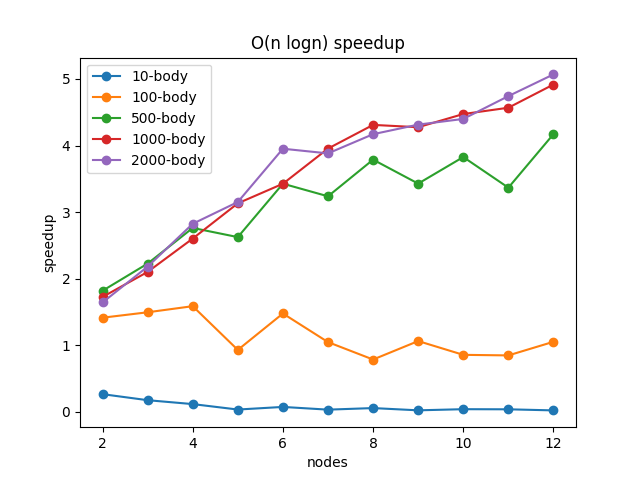 O(n logn) speedup
10-body
100-body
500-body
1000-body
2000-body
speedup
5
4
3
2
1
0
2 4 6 8 10 12
nodes